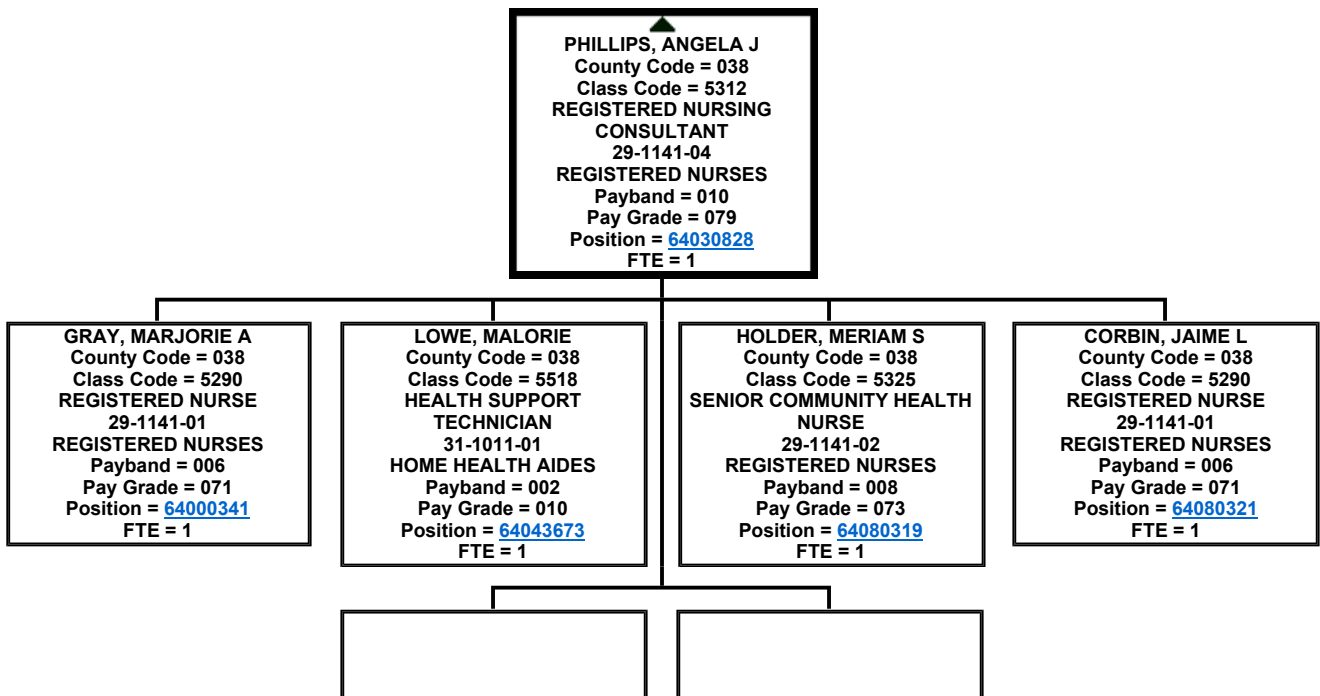 PHILLIPS, ANGELA J
County Code = 038
Class Code = 5312
REGISTERED NURSING
CONSULTANT
29-1141-04
REGISTERED NURSES
Payband = 010
Pay Grade = 079
Position = 64030828
FTE = 1
GRAY, MARJORIE A
County Code = 038
Class Code = 5290
REGISTERED NURSE
29-1141-01
REGISTERED NURSES
Payband = 006
Pay Grade = 071
Position = 64000341
FTE = 1
LOWE, MALORIE
County Code = 038
Class Code = 5518
HEALTH SUPPORT
TECHNICIAN
31-1011-01
HOME HEALTH AIDES
Payband = 002
Pay Grade = 010
Position = 64043673
FTE = 1
HOLDER, MERIAM S
County Code = 038
Class Code = 5325
SENIOR COMMUNITY HEALTH
NURSE
29-1141-02
REGISTERED NURSES
Payband = 008
Pay Grade = 073
Position = 64080319
FTE = 1
CORBIN, JAIME L
County Code = 038
Class Code = 5290
REGISTERED NURSE
29-1141-01
REGISTERED NURSES
Payband = 006
Pay Grade = 071
Position = 64080321
FTE = 1